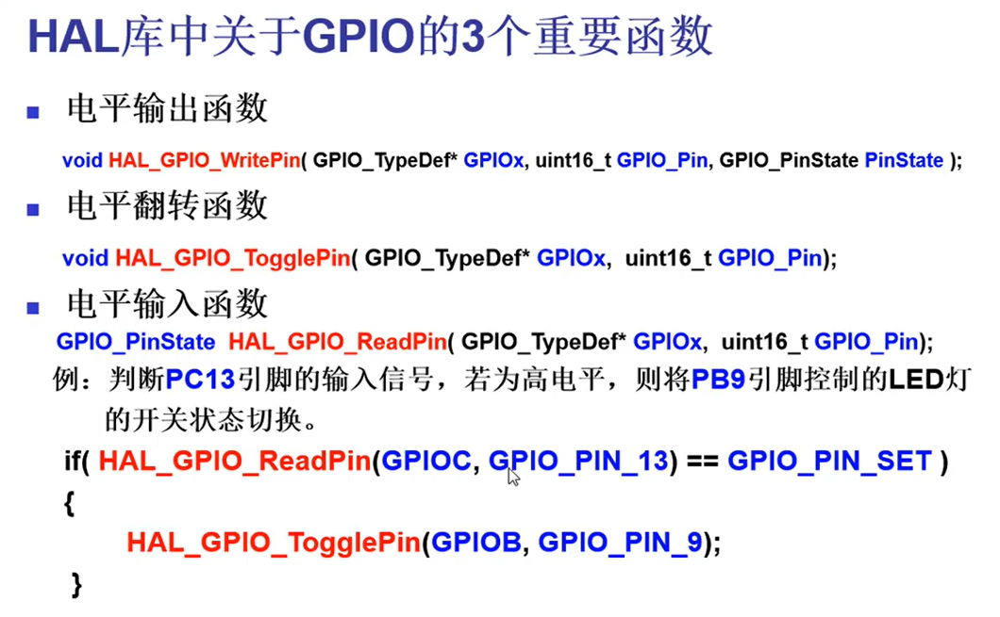 HAL库中关于GPIO的3个重要函数
电平输出函数
void HAL_GPIO_WritePin( GPIO_TypeDef* GPIOx, uint16_t GPIO_Pin, GPIO_PinState PinState );
电平翻转函数
void HAL_GPIO_TogglePin( GPIO_TypeDef* GPIOx, uint16_t GPIO_Pin);
电平输入函数
GPIO_PinState HAL_GPIO_ReadPin( GPIO_TypeDef* GPIOx, uint16_t GPIO_Pin);
例：判断PC13引脚的输入信号，若为高电平，则将PB9引脚控制的LED灯
的开关状态切换。
if( HAL_GPIO_ReadPin(GPIOC, GPIO_PIN_13) == GPIO_PIN_SET )
{
HAL_GPIO_TogglePin(GPIOB, GPIO_PIN_9);
}